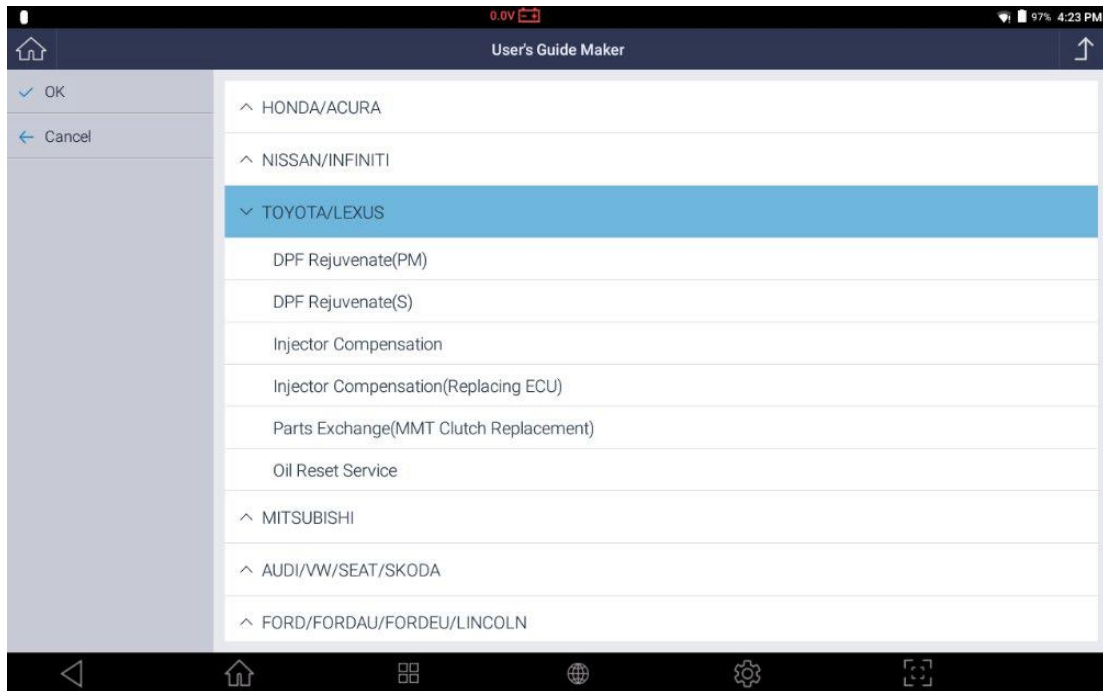 0.0V
97% 4:23 PM
User's Guide Maker
OK
Cancel
HONDA/ACURA
NISSAN/INFINITI
TOYOTA/LEXUS
DPF Rejuvenate(PM)
DPF Rejuvenate(S)
Injector Compensation
Injector Compensation(Replacing ECU)
Parts Exchange(MMT Clutch Replacement)
Oil Reset Service
MITSUBISHI
AUDI/VW/SEAT/SKODA
FORD/FORDAU/FORDEU/LINCOLN